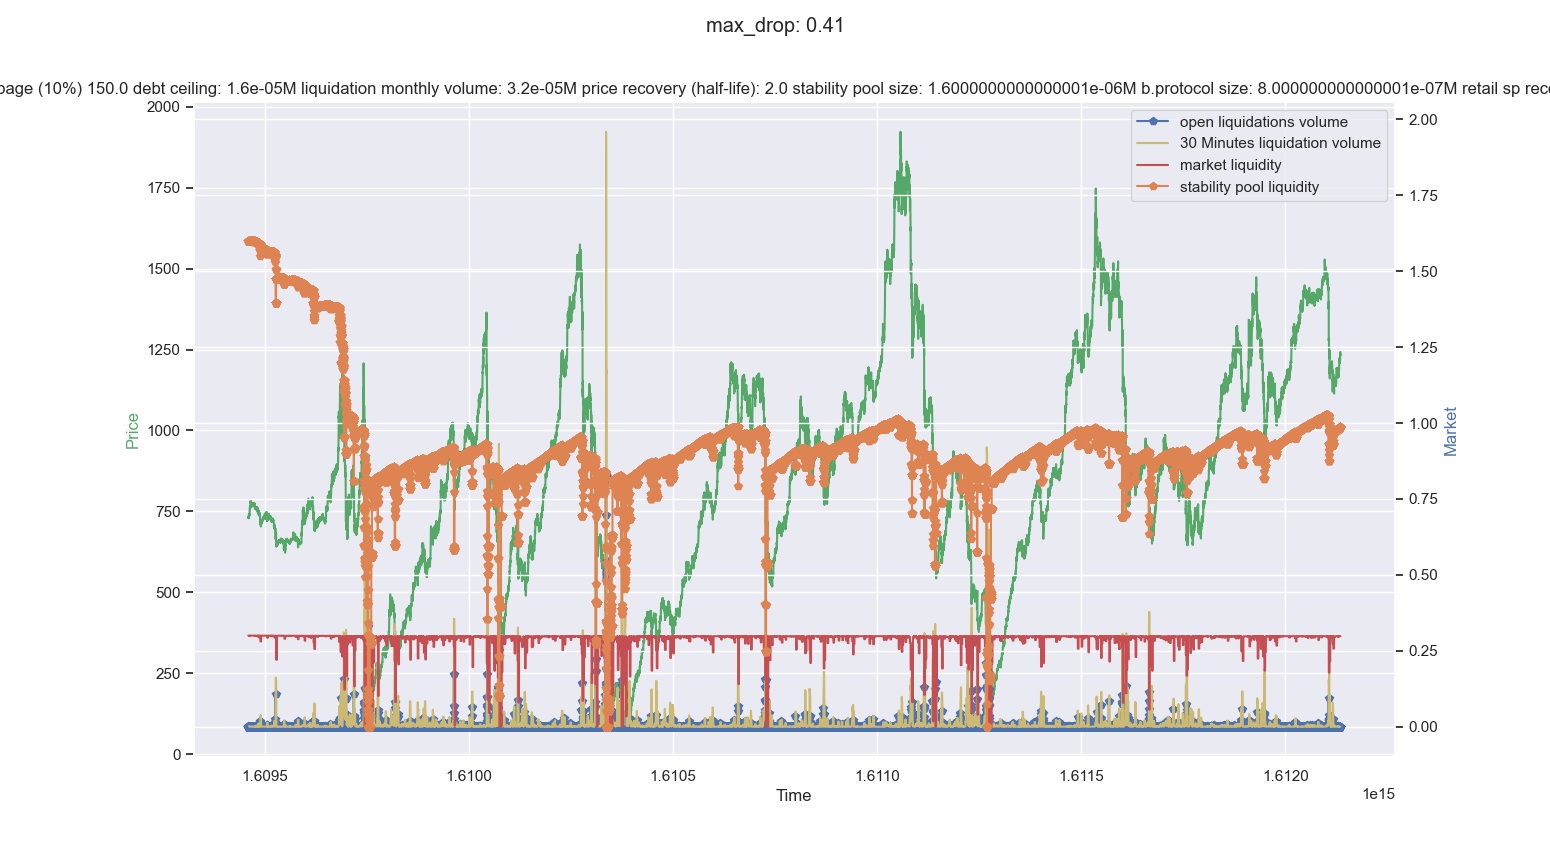 max_drop: 0.41
page (10%) 150.0 debt ceiling: 1.6e-05M liquidation monthly volume: 3.2e-05M price recovery (half-life): 2.0 stability pool size: 1.6000000000000001e-06M b.protocol size: 8.000000000000001e-07M retail sp reco
2000
1750
1500
1250
1000
750
500
250
0
Price
open liquidations volume
30 Minutes liquidation volume
market liquidity
stability pool liquidity
2.00
1.75
1.50
1.25
1.00
0.75
0.50
0.25
0.00
Market
1.6095 1.6100 1.6105 1.6110 1.6115 1.6120
1e15
Time